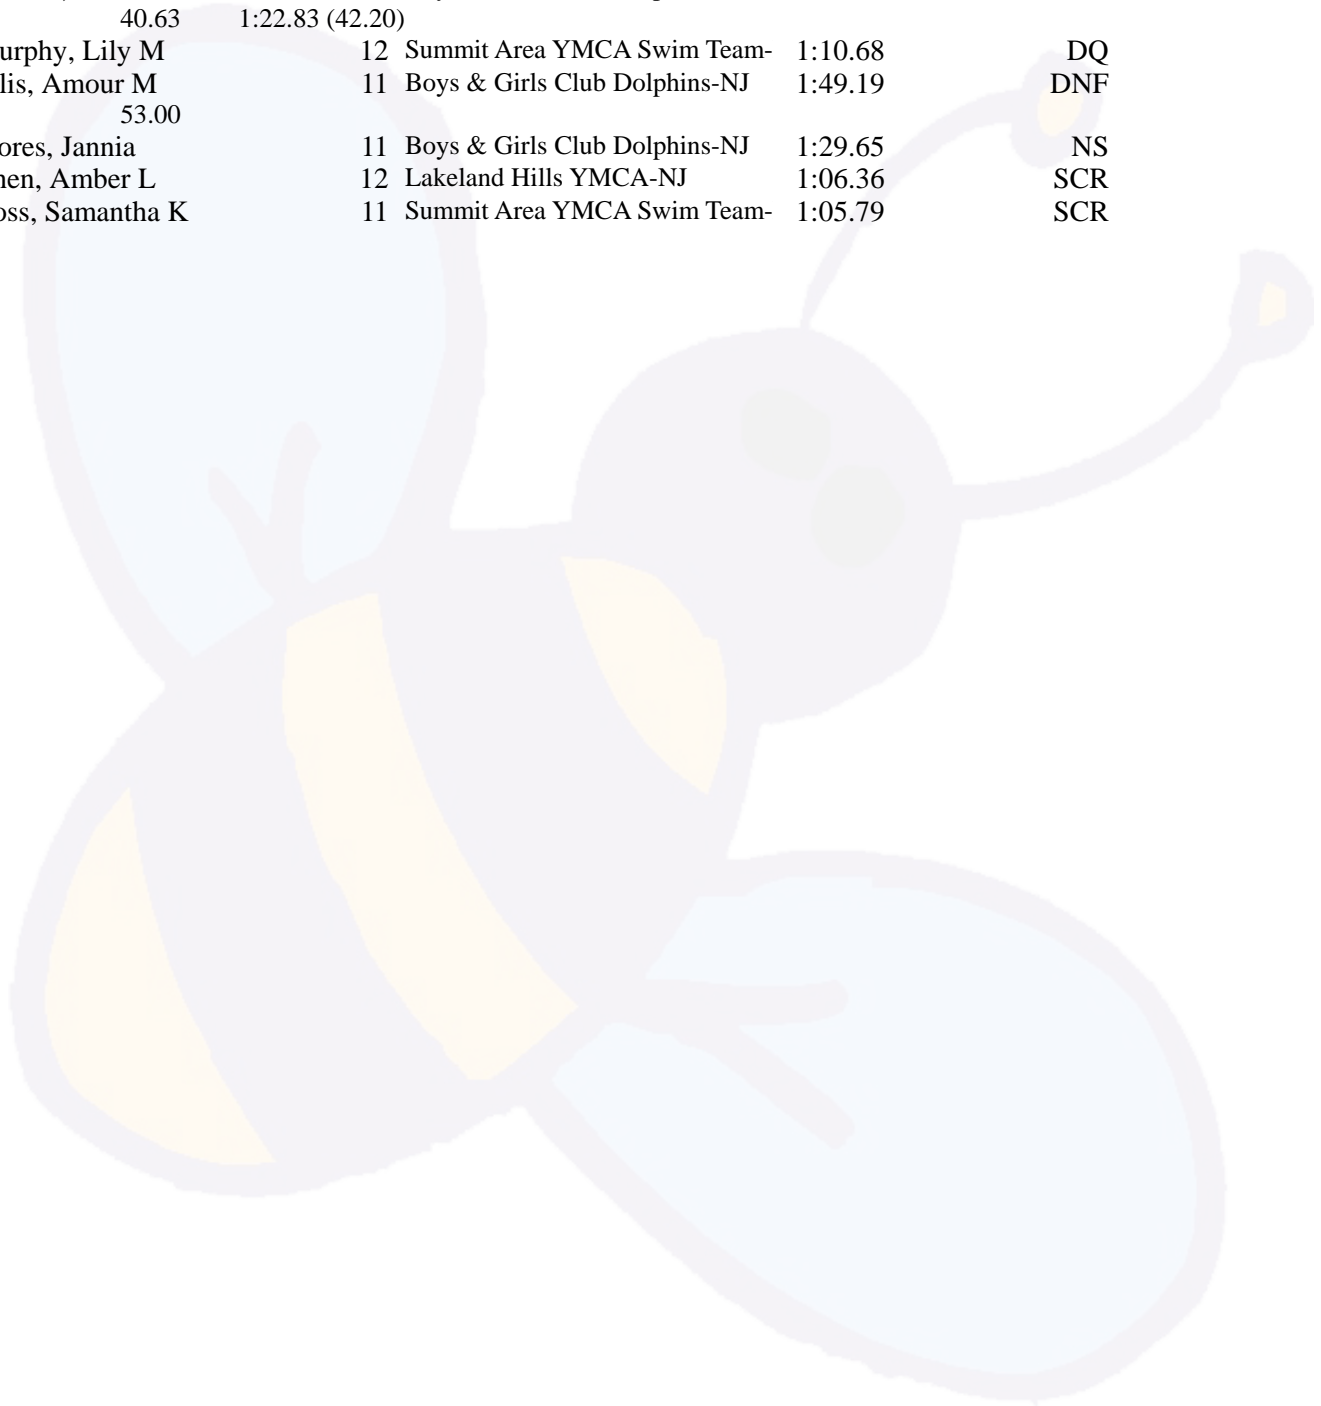 40.63 1:22.83 (42.20)
urphy, Lily M 12 Summit Area YMCA Swim Team- 1:10.68 DQ
lis, Amour M 11 Boys & Girls Club Dolphins-NJ 1:49.19 DNF
53.00
ores, Jannia 11 Boys & Girls Club Dolphins-NJ 1:29.65 NS
hen, Amber L 12 Lakeland Hills YMCA-NJ 1:06.36 SCR
oss, Samantha K 11 Summit Area YMCA Swim Team- 1:05.79 SCR